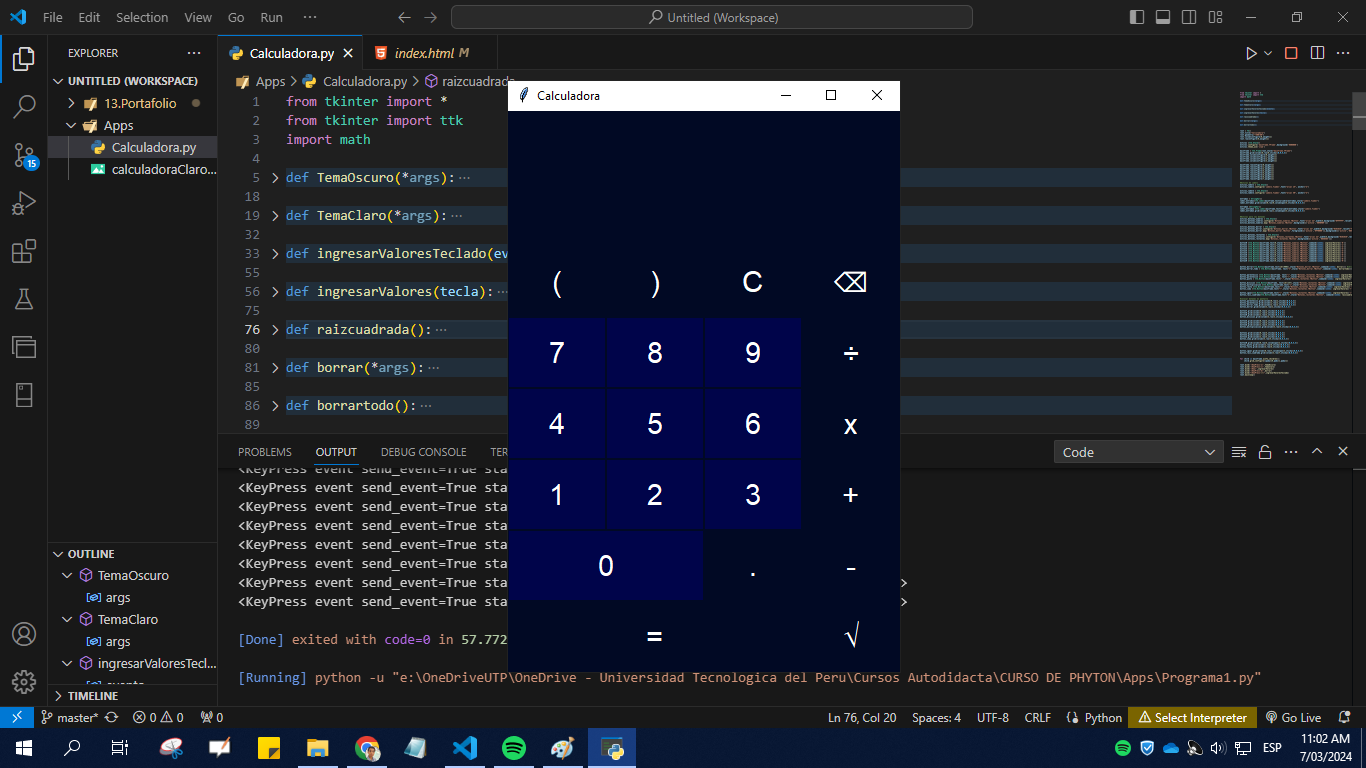 File Edit Selection View Go Run ··· Untitled (Workspace)
EXPLORER ···
UNTITLED (WORKSPACE)
13.Portafolio
Apps
Calculadora.py
calculadoraClaro...
15
OUTLINE
TemaOscuro
args
TemaClaro
args
ingresarValoresTecl...
TIMELINE
Calculadora.py
index.html M
Apps > Calculadora.py > raizcuadrada
1 from tkinter import *
2 from tkinter import ttk
3 import math
4
5 def TemaOscuro(*args): ···
18
19 def TemaClaro(*args): ···
32
33 def ingresarValoresTeclado(ev
55
56 def ingresarValores(tecla): ···
75
76 def raizcuadrada(): ···
80
81 def borrar(*args): ···
85
86 def borrartodo(): ···
89
Calculadora
( ) C ⌫
7 8 9 ÷
4 5 6 x
1 2 3 +
0 . -
= √
PROBLEMS OUTPUT DEBUG CONSOLE TER
Code
<KeyPress event send_event=True sta
<KeyPress event send_event=True sta
<KeyPress event send_event=True sta
<KeyPress event send_event=True sta
<KeyPress event send_event=True sta
<KeyPress event send_event=True sta
<KeyPress event send_event=True sta >
<KeyPress event send_event=True sta >
[Done] exited with code=0 in 57.772
[Running] python -u "e:\OneDriveUTP\OneDrive - Universidad Tecnologica del Peru\Cursos Autodidacta\CURSO DE PHYTON\Apps\Programa1.py"
master* 0 0 0 Ln 76, Col 20 Spaces: 4 UTF-8 CRLF Python Select Interpreter Go Live
ESP
11:02 AM
7/03/2024